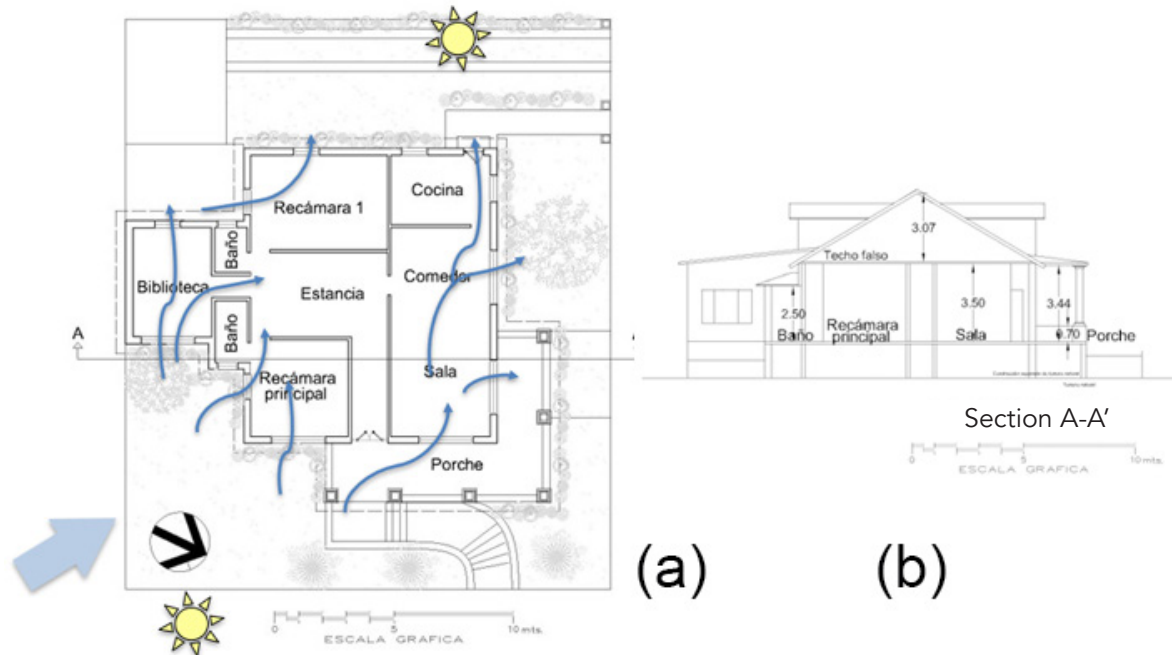 Recámara 1
Cocina
Baño
Biblioteca
Estancia
Comedor
A
Baño
Recámara
principal
Sala
Porche
0
5
10 mts.
ESCALA GRAFICA
(a)
3.07
Techo falso
2.50
3.50
3.44
0.70
Baño
Recámara
principal
Sala
Porche
Section A-A'
0
5
10 mts.
ESCALA GRAFICA
(b)